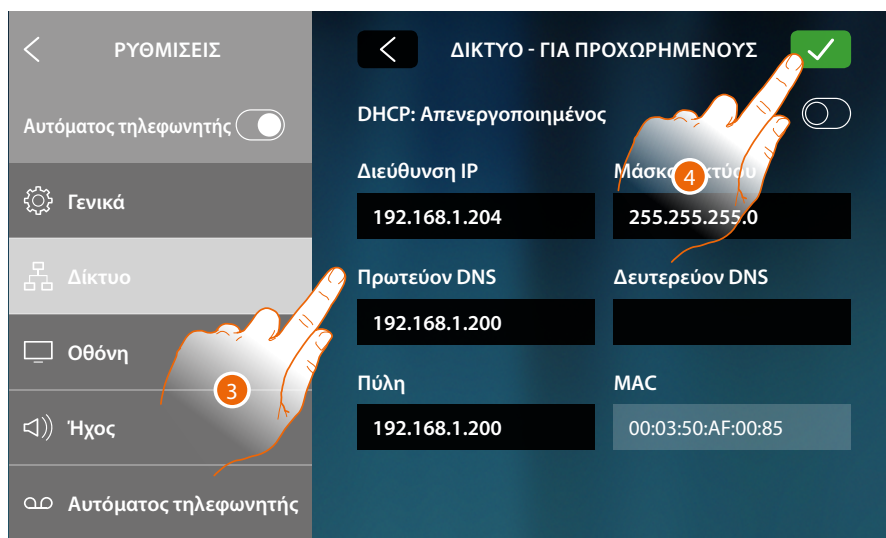 ΡΥΘΜΙΣΕΙΣ
Αυτόματος τηλεφωνητής
Γενικά
Δίκτυο
Οθόνη
Ήχος
Αυτόματος τηλεφωνητής
ΔΙΚΤΥΟ - ΓΙΑ ΠΡΟΧΩΡΗΜΕΝΟΥΣ
DHCP: Απενεργοποιημένος
Διεύθυνση IP
192.168.1.204
255.255.255.0
Πρωτεύον DNS
Δευτερεύον DNS
192.168.1.200
Πύλη
MAC
192.168.1.200
00:03:50:AF:00:85
3
4